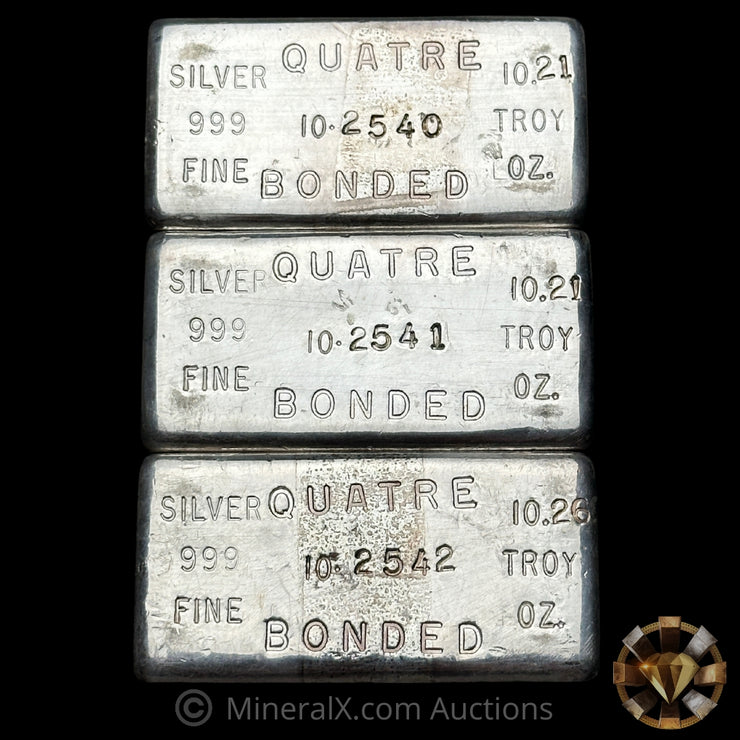 QUATRE
SILVER 10.21
999 10.2540 TROY
FINE BONDED OZ.
QUATRE
SILVER 10.21
999 10.2541 TROY
FINE BONDED OZ.
SILVER QUATRE 10.26
999 10.2542 TROY
FINE BONDED OZ.
© MineralX.com Auctions